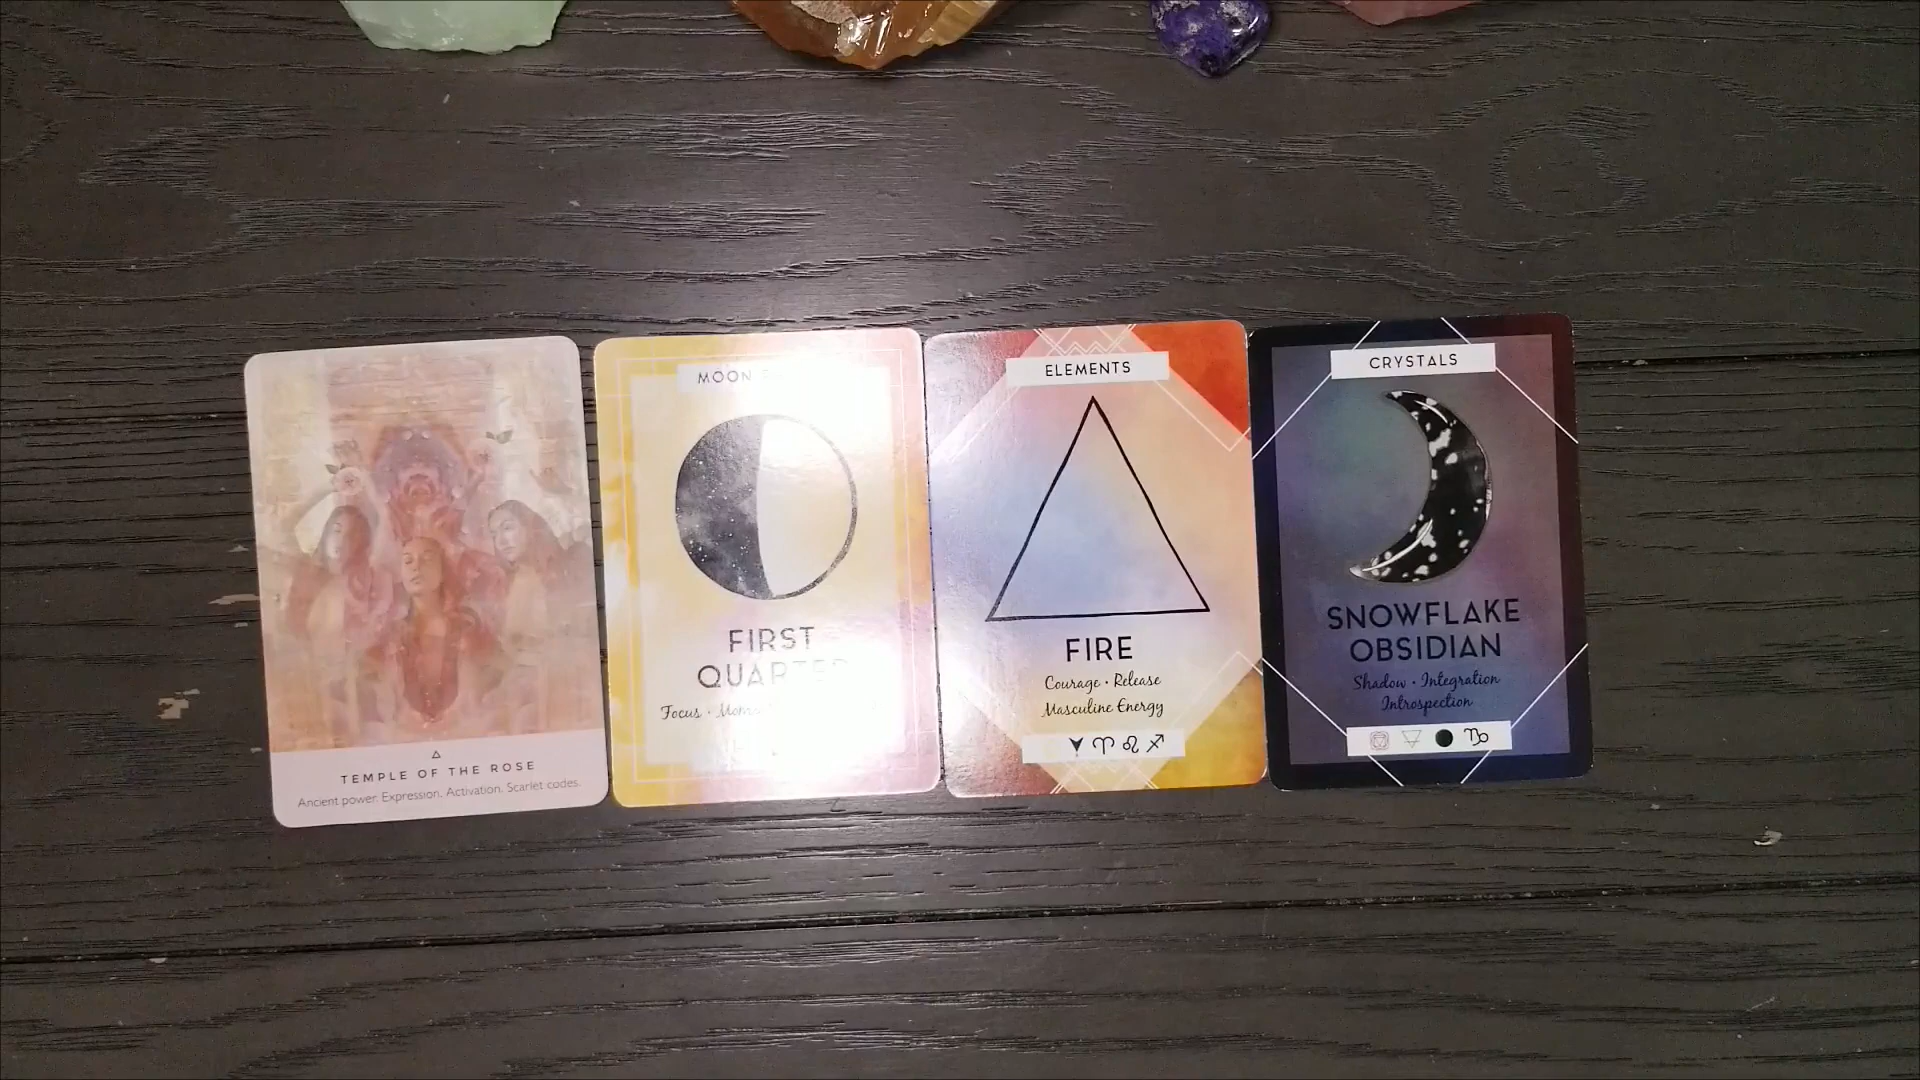 TEMPLE OF THE ROSE
Ancient power. Expression. Activation. Scarlet codes.
MOON
FIRST
QUARTER
Focus
ELEMENTS
FIRE
Courage • Release
Masculine Energy
CRYSTALS
SNOWFLAKE
OBSIDIAN
Shadow • Integration
Introspection